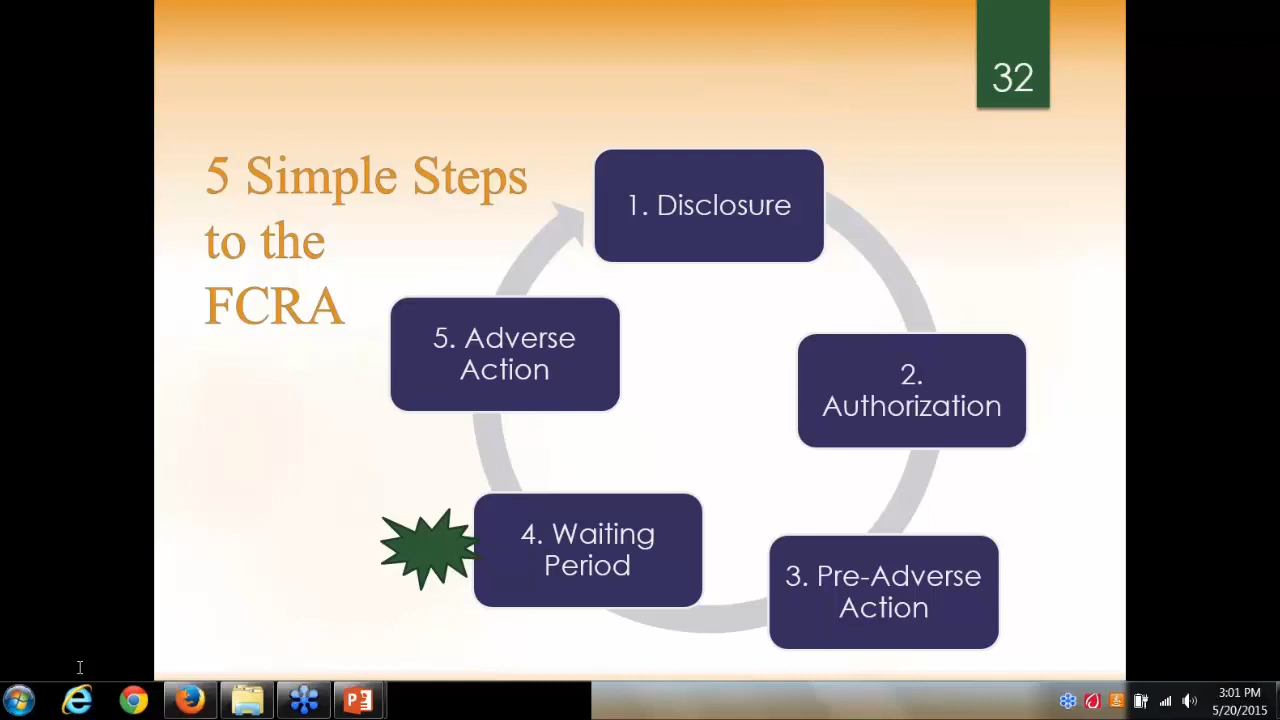 32
5 Simple Steps
to the
FCRA
1. Disclosure
2.
Authorization
3. Pre-Adverse
Action
4. Waiting
Period
5. Adverse
Action
3:01 PM
5/20/2015